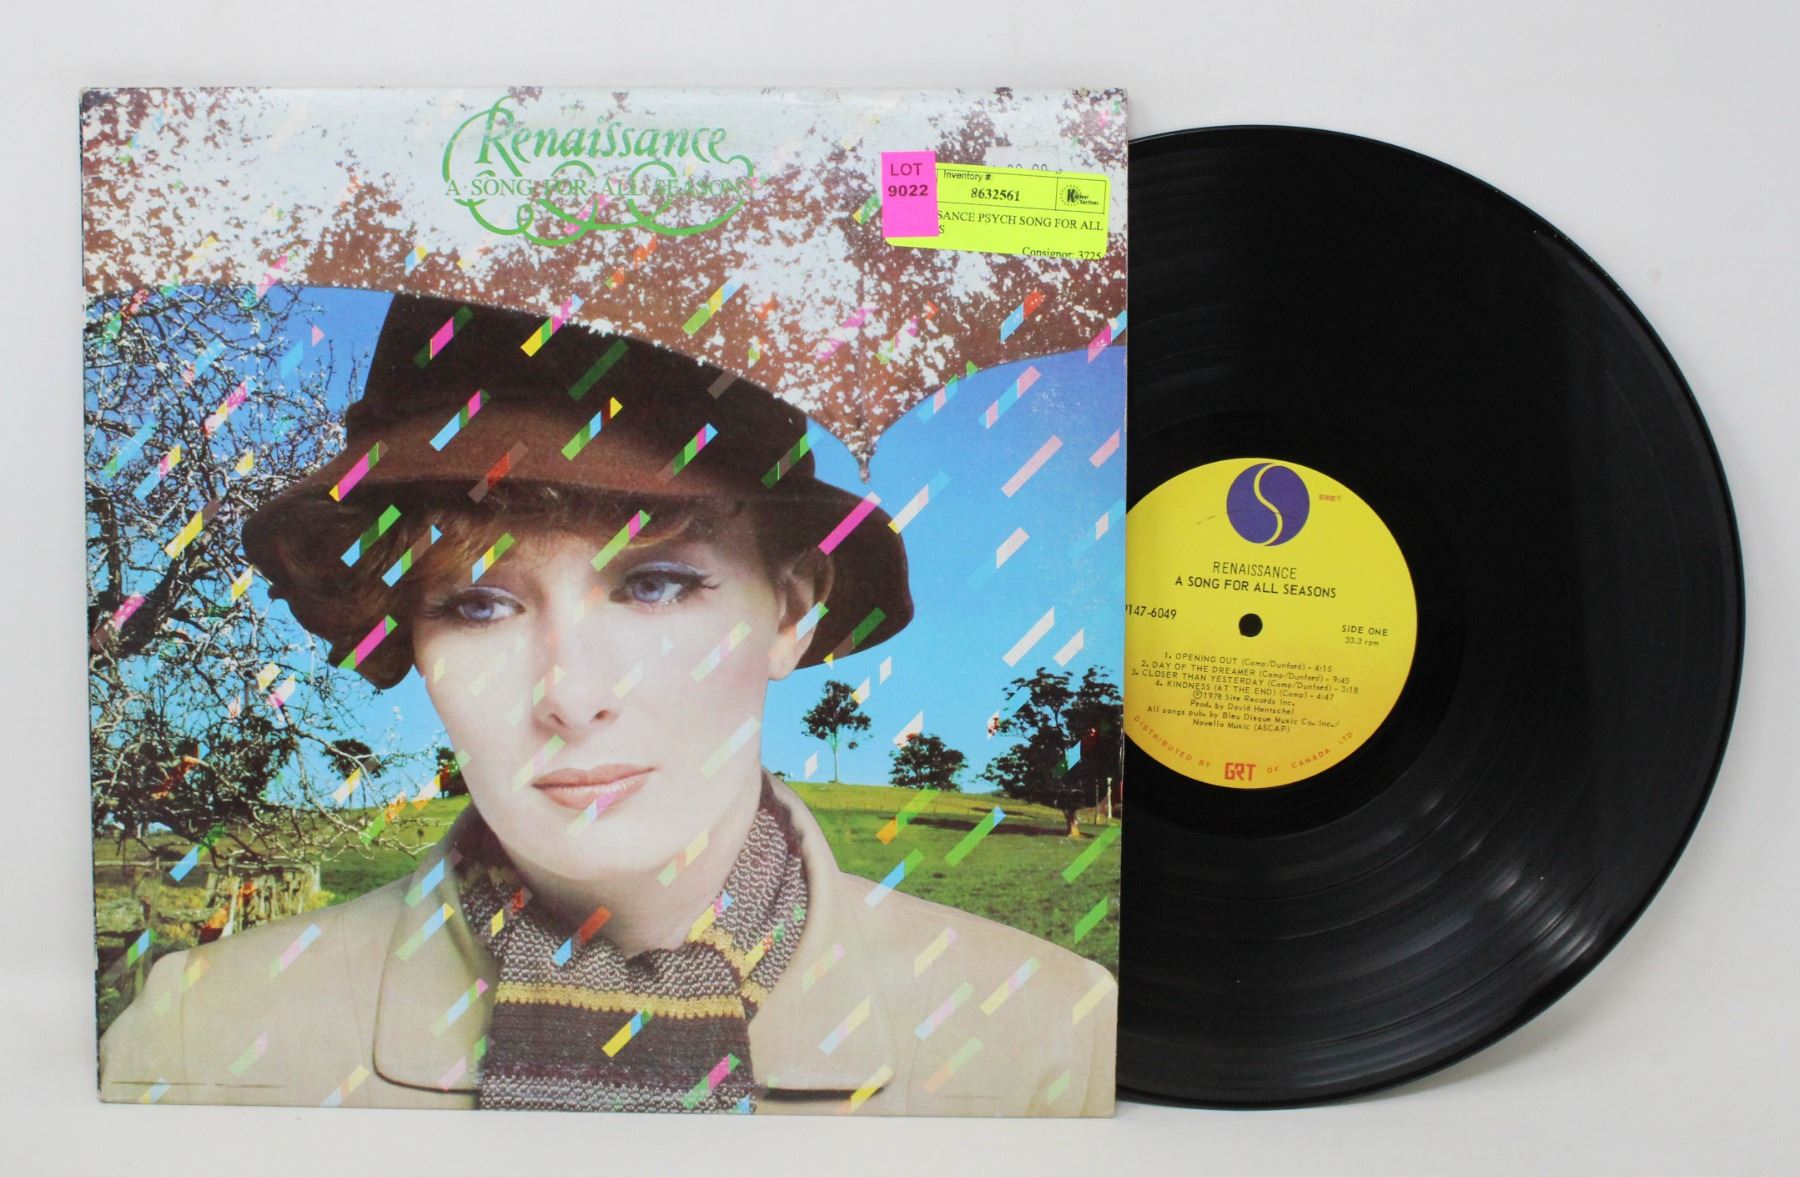 Renaissance
A SONG FOR ALL SEASONS
LOT
9022
Inventory #:
8632561
SANCE PSYCH SONG FOR ALL
S
Consignor: 3725
SIRE®
RENAISSANCE
A SONG FOR ALL SEASONS
9147-6049
SIDE ONE
33.3 rpm
1. OPENING OUT (Camp/Dunford) - 4:15
2. DAY OF THE DREAMER (Camp/Dunford) - 9:45
3. CLOSER THAN YESTERDAY (Camp/Dunford) - 3:18
4. KINDNESS (AT THE END) (Camp) - 4:47
℗1978 Sire Records Inc.
Prod. by David Hentschel
All songs pub. by Bleu Disque Music Co. Inc./
Novella Music (ASCAP)
DISTRIBUTED BY GRT OF CANADA LTD